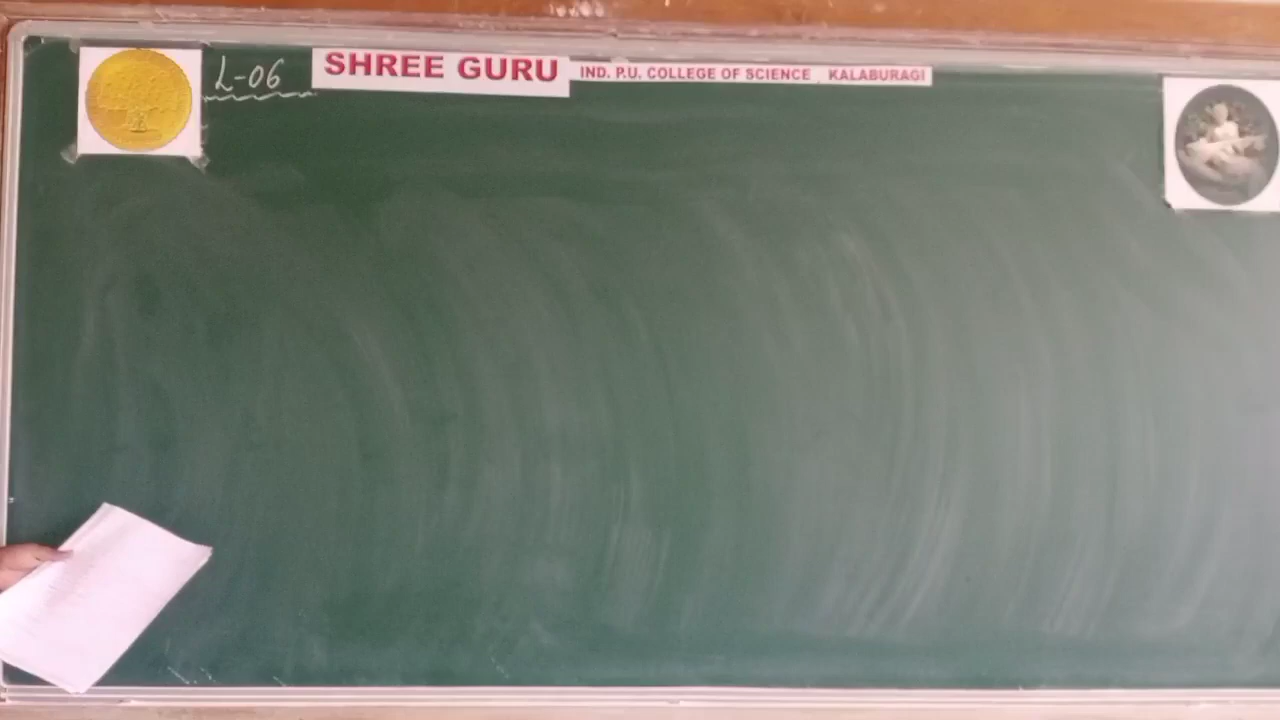 L-06
SHREE GURU IND. P.U. COLLEGE OF SCIENCE , KALABURAGI